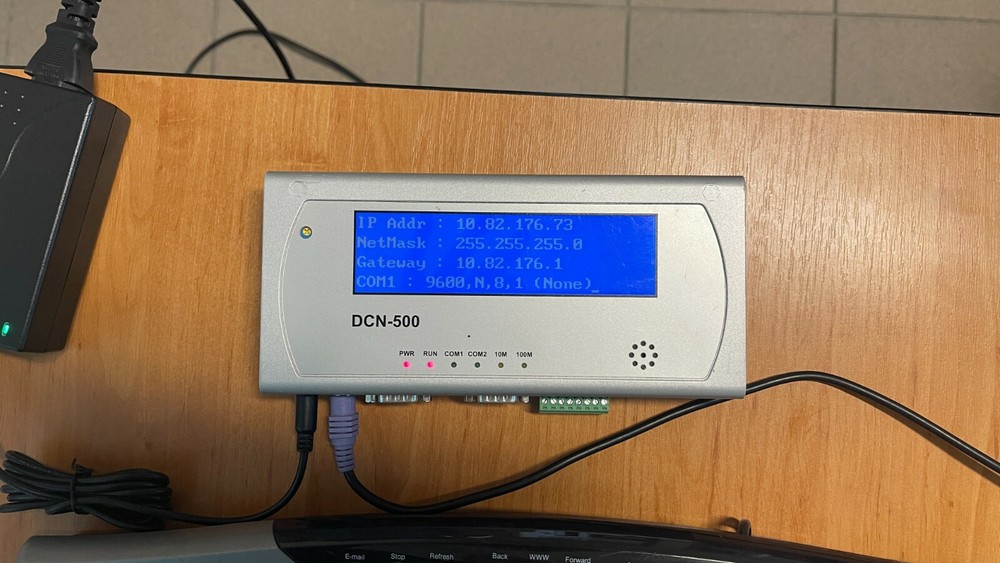 IP Addr : 10.82.176.73
NetMask : 255.255.255.0
Gateway : 10.82.176.1
COM1 : 9600,N,8,1 (None)_
DCN-500
PWR RUN COM1 COM2 10M 100M
E-mail Stop Refresh Back WWW Forward